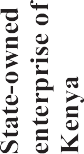 State-owned
enterprise of
Kenya